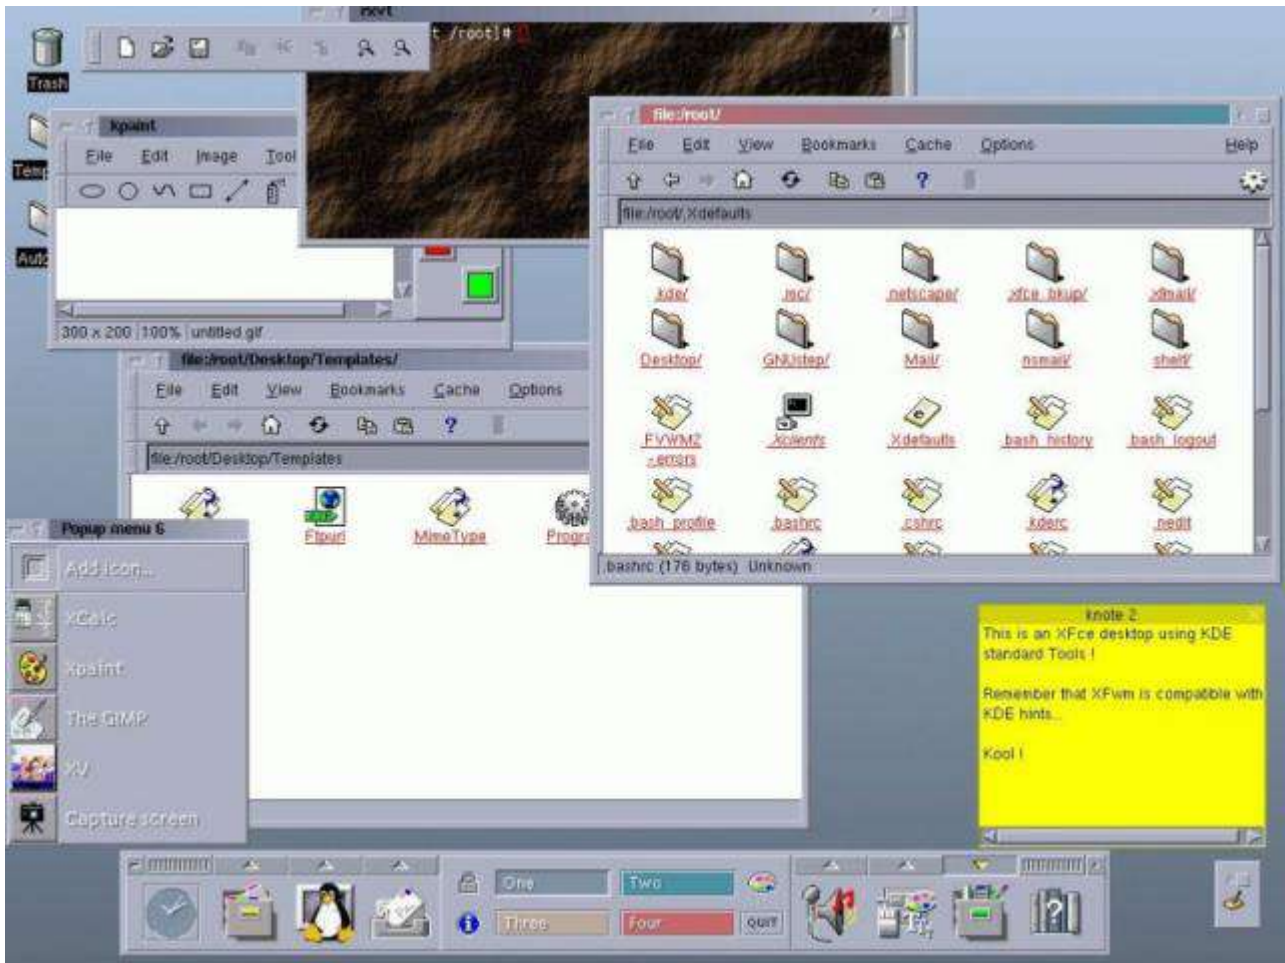 root
t /root]#
Trash
kpaint
File Edit Image Tool
300 x 200 100% untitled.gif
file:/root/
File Edit View Bookmarks Cache Options Help
file:/root/.Xdefaults
.kde/ .netscape/ .xfce_bkup/ .xfmail/
Desktop/ GNUstep/ Mail/ nsmail/ shelf/
.FVWM2 .Xclients .Xdefaults .bash_history .bash_logout
-errors
.bash_profile .bashrc .cshrc .kderc .nedit
.bashrc (176 bytes) Unknown
file:/root/Desktop/Templates/
File Edit View Bookmarks Cache Options
file:/root/Desktop/Templates
Ftpurl MimeType Progra
Popup menu 6
Add icon...
XCalc
Xpaint
The GIMP
XV
Capture screen
knote 2
This is an XFce desktop using KDE
standard Tools !
Remember that XFwm is compatible with
KDE hints...
Kool !
One Two
Three Four QUIT